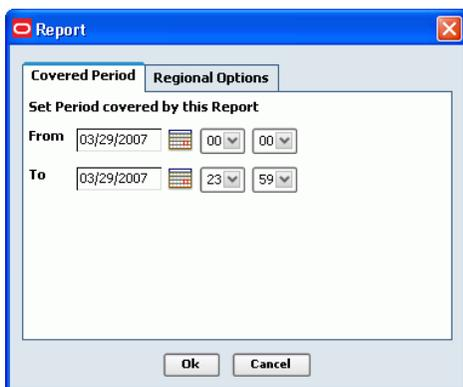 Report
Covered Period Regional Options
Set Period covered by this Report
From 03/29/2007 00 00
To 03/29/2007 23 59
Ok Cancel